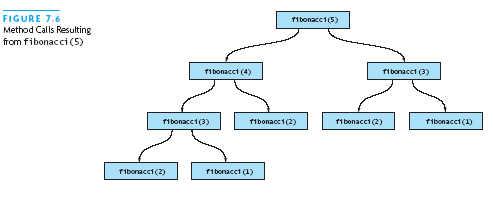 FIGURE 7.6
Method Calls Resulting
from fibonacci(5)
fibonacci(5)
fibonacci(4)
fibonacci(3)
fibonacci(3)
fibonacci(2)
fibonacci(2)
fibonacci(1)
fibonacci(2)
fibonacci(1)